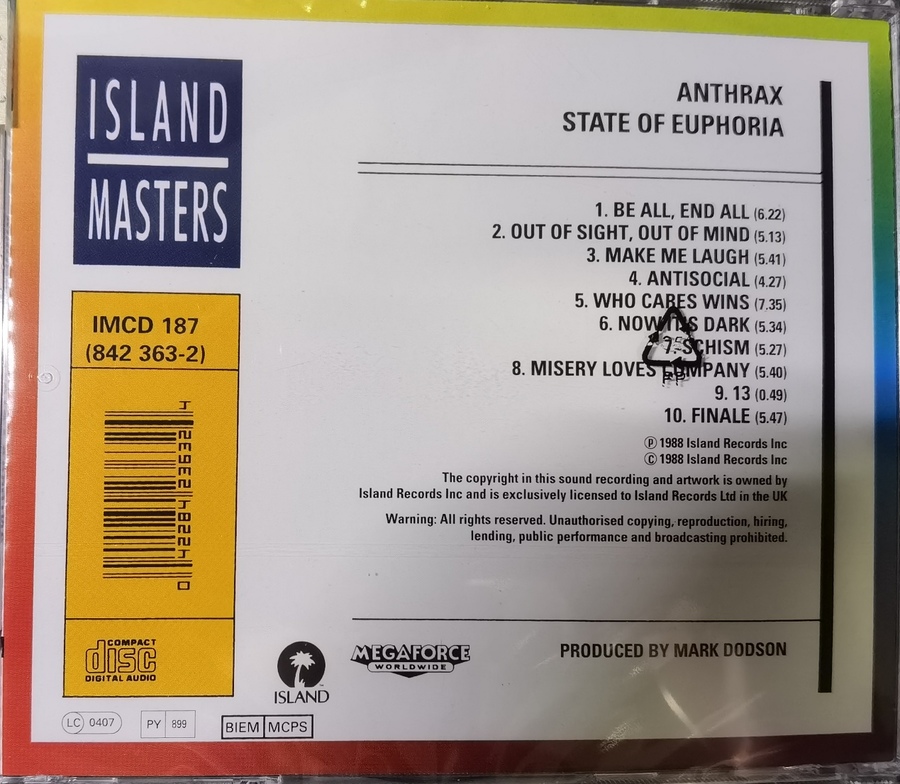 ISLAND
MASTERS
IMCD 187
(842 363-2)
0 42284 23632 4
COMPACT
disc
DIGITAL AUDIO
ANTHRAX
STATE OF EUPHORIA
1. BE ALL, END ALL (6.22)
2. OUT OF SIGHT, OUT OF MIND (5.13)
3. MAKE ME LAUGH (5.41)
4. ANTISOCIAL (4.27)
5. WHO CARES WINS (7.35)
6. NOW IT'S DARK (5.34)
7. SCHISM (5.27)
8. MISERY LOVES COMPANY (5.40)
9. 13 (0.49)
10. FINALE (5.47)
℗ 1988 Island Records Inc
© 1988 Island Records Inc
The copyright in this sound recording and artwork is owned by
Island Records Inc and is exclusively licensed to Island Records Ltd in the UK
Warning: All rights reserved. Unauthorised copying, reproduction, hiring,
lending, public performance and broadcasting prohibited.
ISLAND
MEGAFORCE
WORLDWIDE
PRODUCED BY MARK DODSON
LC 0407
PY 899
BIEM MCPS